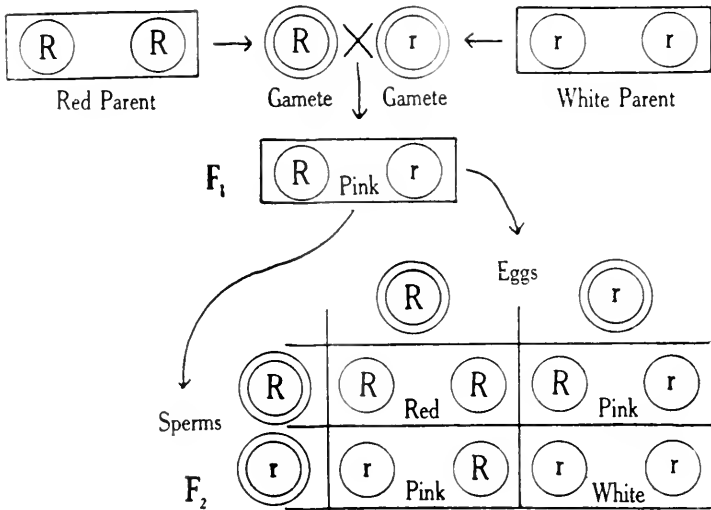 R R R r r r
Red Parent Gamete Gamete White Parent
F₁ R Pink r
Eggs
R r
R R R R r
Sperms Red Pink
r r R r r
F₂ Pink White